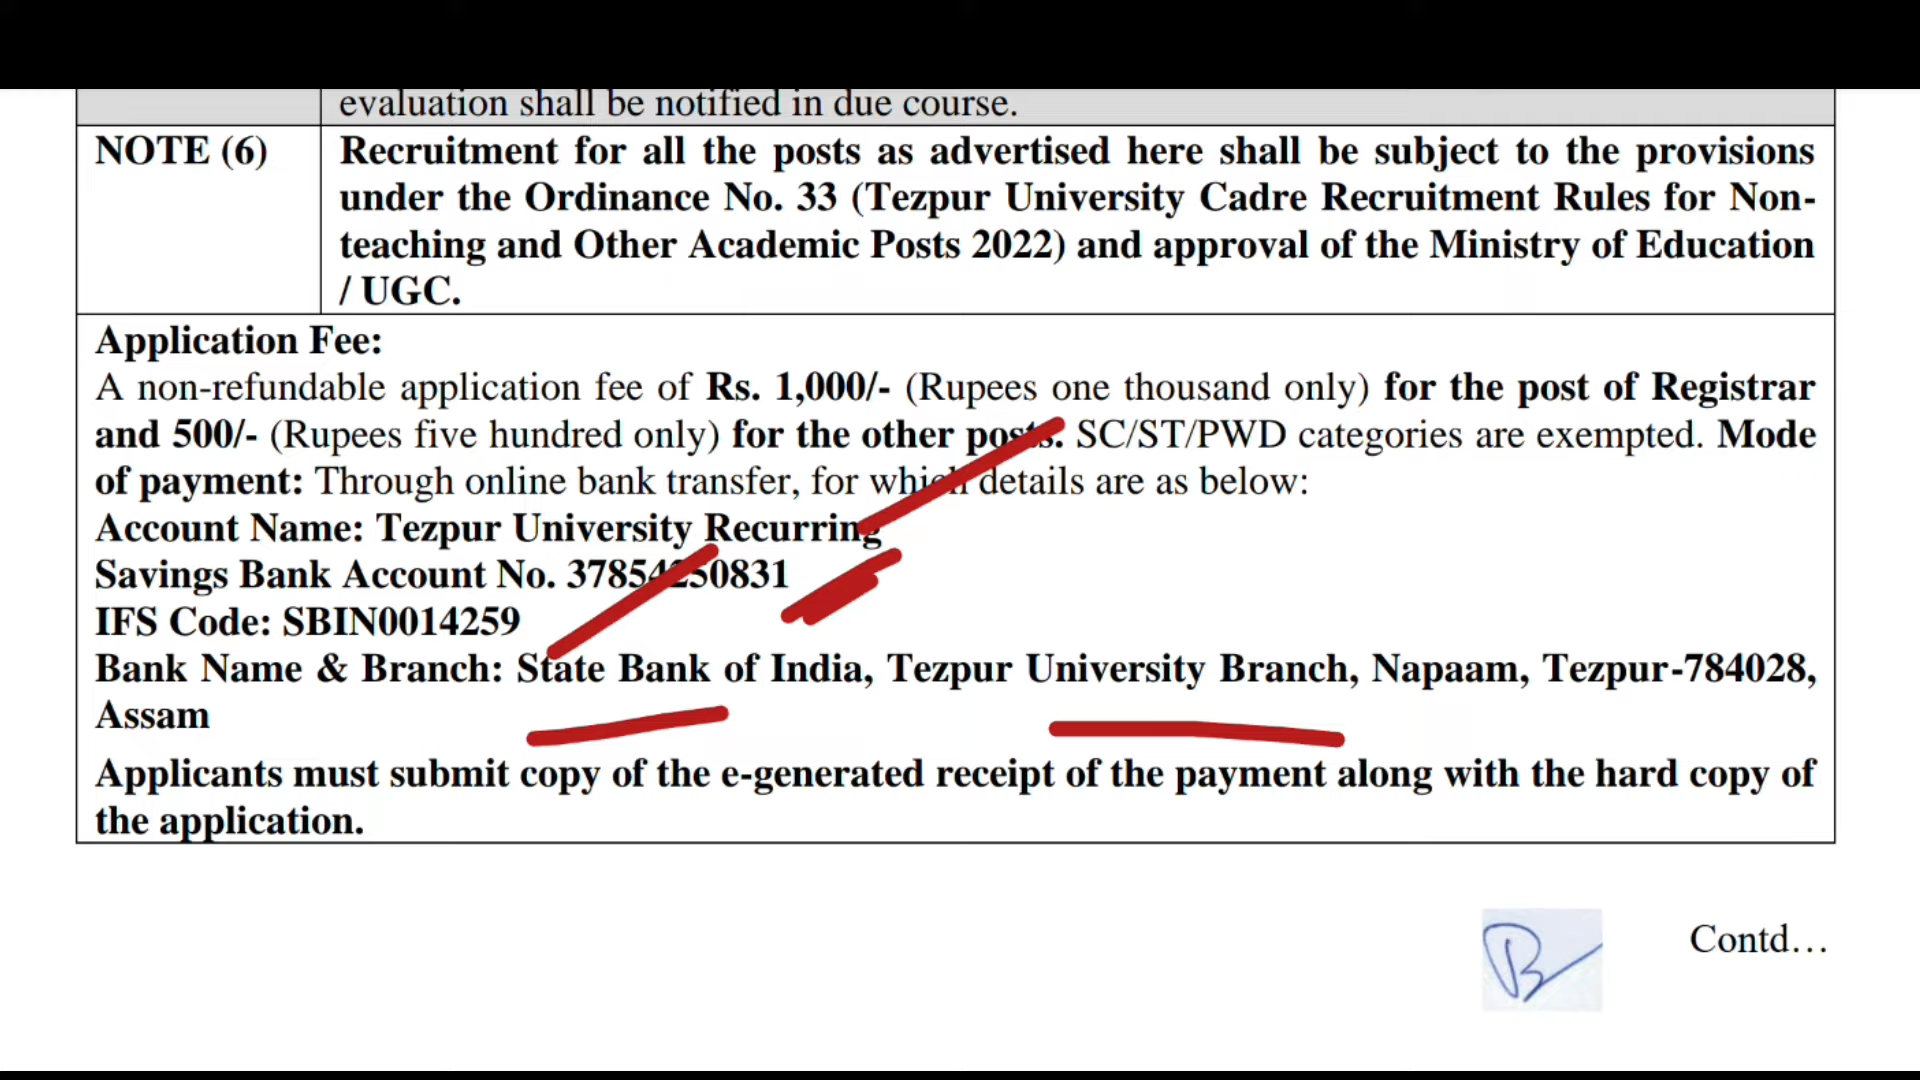 evaluation shall be notified in due course.
NOTE (6)
Recruitment for all the posts as advertised here shall be subject to the provisions
under the Ordinance No. 33 (Tezpur University Cadre Recruitment Rules for Non-
teaching and Other Academic Posts 2022) and approval of the Ministry of Education
/ UGC.
Application Fee:
A non-refundable application fee of Rs. 1,000/- (Rupees one thousand only) for the post of Registrar
and 500/- (Rupees five hundred only) for the other posts. SC/ST/PWD categories are exempted. Mode
of payment: Through online bank transfer, for which details are as below:
Account Name: Tezpur University Recurring
Savings Bank Account No. 37854250831
IFS Code: SBIN0014259
Bank Name & Branch: State Bank of India, Tezpur University Branch, Napaam, Tezpur-784028,
Assam
Applicants must submit copy of the e-generated receipt of the payment along with the hard copy of
the application.
Contd…